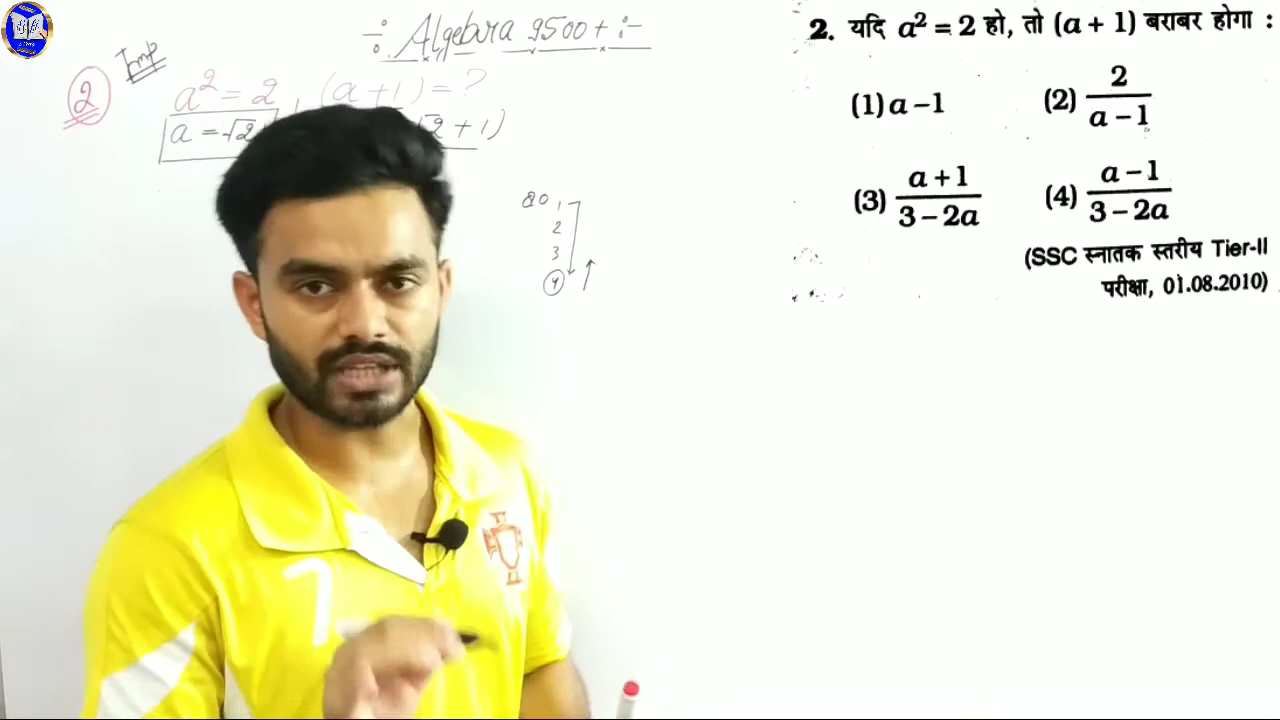 ÷ Algebra 9500+ :-
Imp
2
a² = 2, (a+1) = ?
a = √2
√2 + 1)
1
2
3
4
7
2. यदि a² = 2 हो, तो (a + 1) बराबर होगा :
(1) a – 1 (2) 2/(a – 1)
(3) (a + 1)/(3 – 2a) (4) (a – 1)/(3 – 2a)
(SSC स्नातक स्तरीय Tier-II
परीक्षा, 01.08.2010)